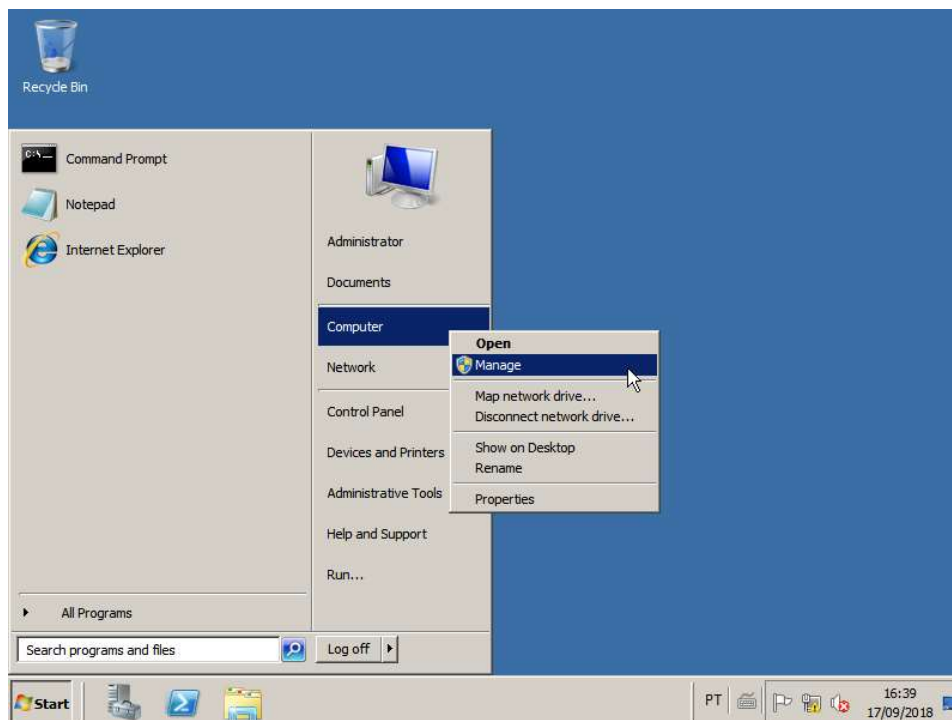 Recycle Bin
Command Prompt
Notepad
Internet Explorer
All Programs
Search programs and files
Administrator
Documents
Computer
Network
Control Panel
Devices and Printers
Administrative Tools
Help and Support
Run...
Log off
Open
Manage
Map network drive...
Disconnect network drive...
Show on Desktop
Rename
Properties
Start
PT
16:39
17/09/2018